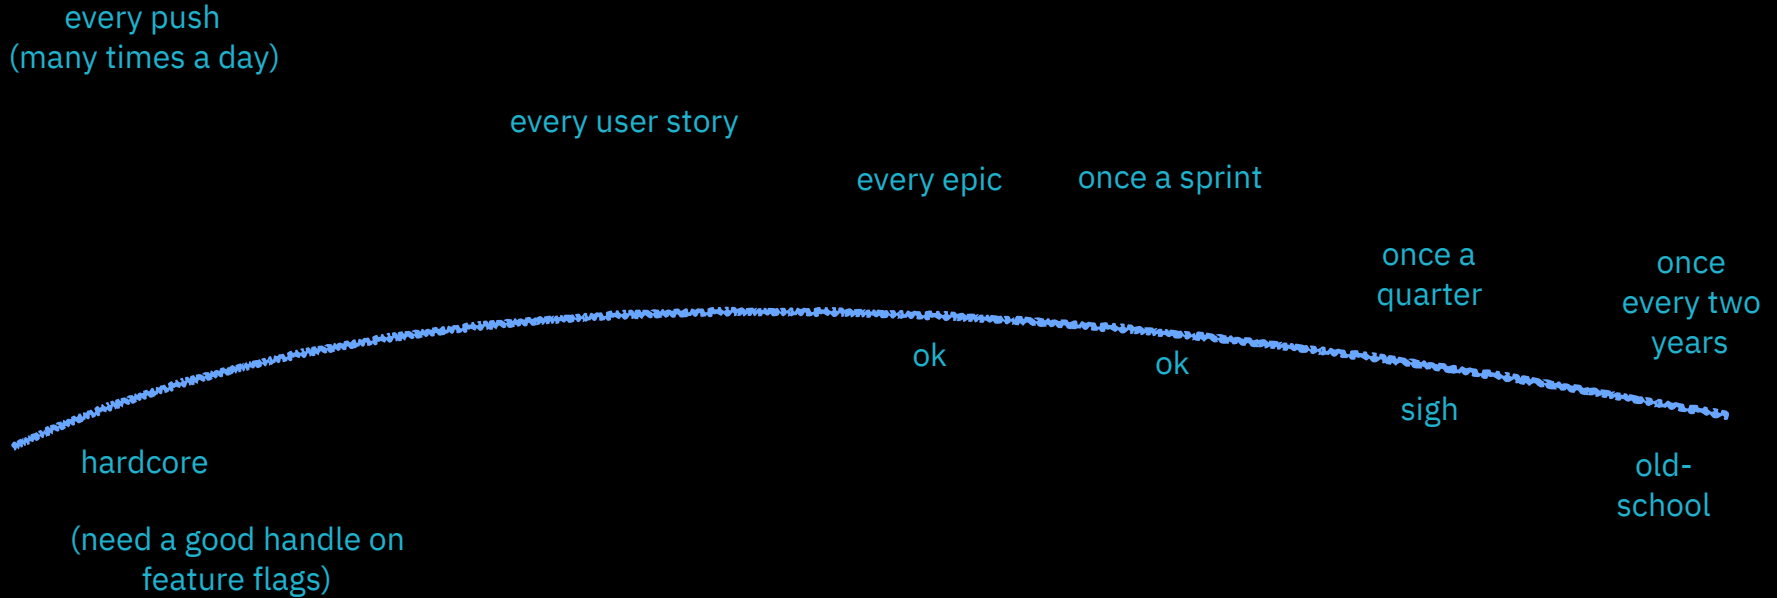 every push
(many times a day)
every user story
every epic
once a sprint
once a
quarter
once
every two
years
ok
ok
sigh
hardcore
(need a good handle on
feature flags)
old-
school